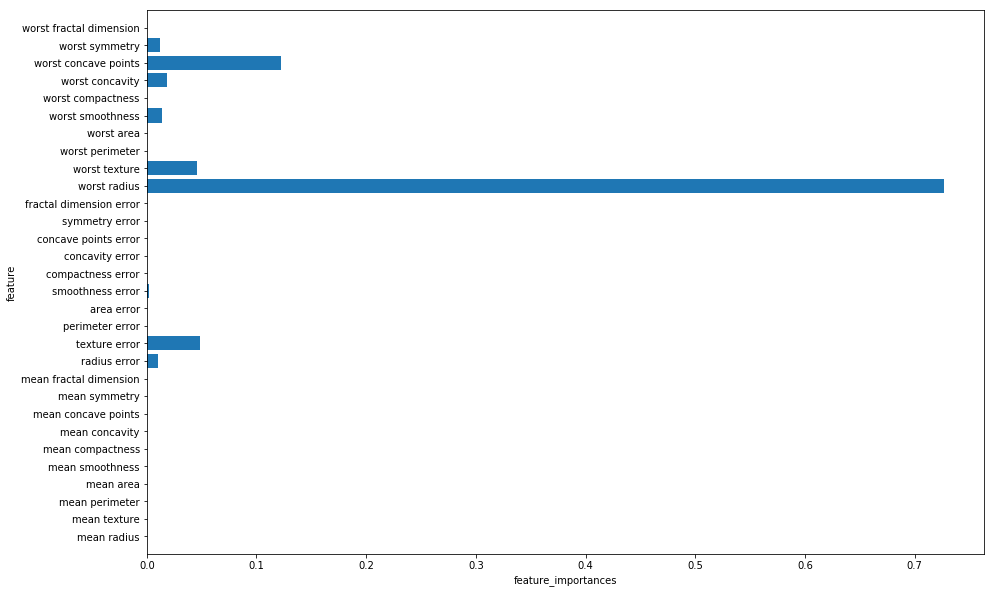 worst fractal dimension
worst symmetry
worst concave points
worst concavity
worst compactness
worst smoothness
worst area
worst perimeter
worst texture
worst radius
fractal dimension error
symmetry error
concave points error
concavity error
compactness error
smoothness error
area error
perimeter error
texture error
radius error
mean fractal dimension
mean symmetry
mean concave points
mean concavity
mean compactness
mean smoothness
mean area
mean perimeter
mean texture
mean radius
feature
0.0 0.1 0.2 0.3 0.4 0.5 0.6 0.7
feature_importances